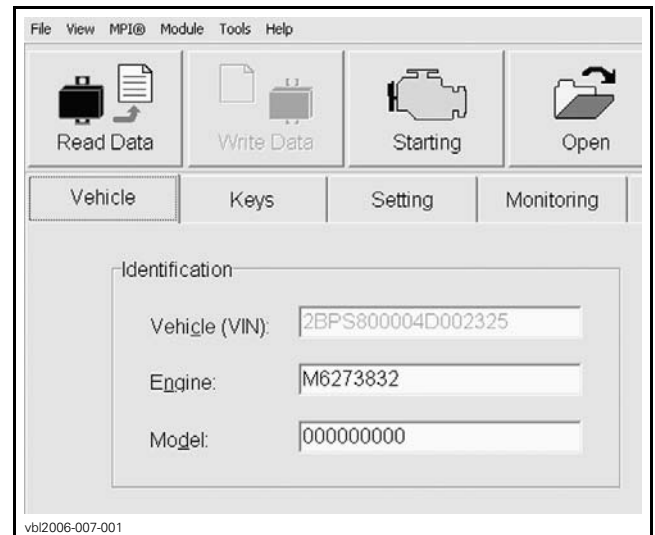 File View MPI® Module Tools Help
Read Data Write Data Starting Open
Vehicle Keys Setting Monitoring
Identification
Vehicle (VIN): 2BPS800004D002325
Engine: M6273832
Model: 000000000
vbl2006-007-001